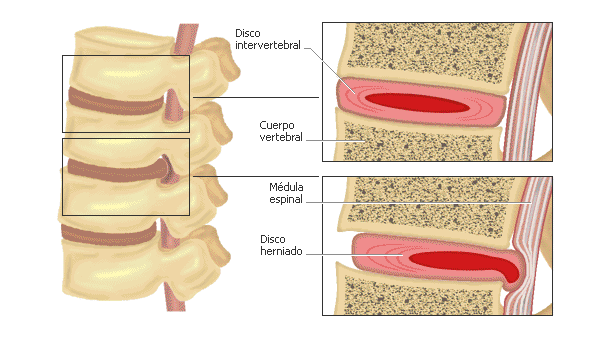 Disco
intervertebral
Cuerpo
vertebral
Médula
espinal
Disco
herniado